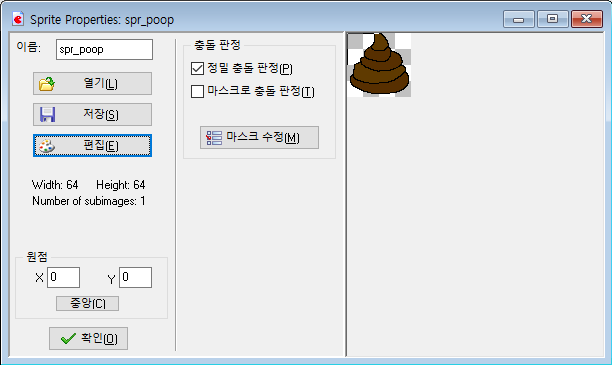 Sprite Properties: spr_poop
이름:
spr_poop
열기(L)
저장(S)
편집(E)
Width: 64 Height: 64
Number of subimages: 1
원점
X 0 Y 0
중앙(C)
확인(O)
충돌 판정
정밀 충돌 판정(P)
마스크로 충돌 판정(T)
마스크 수정(M)